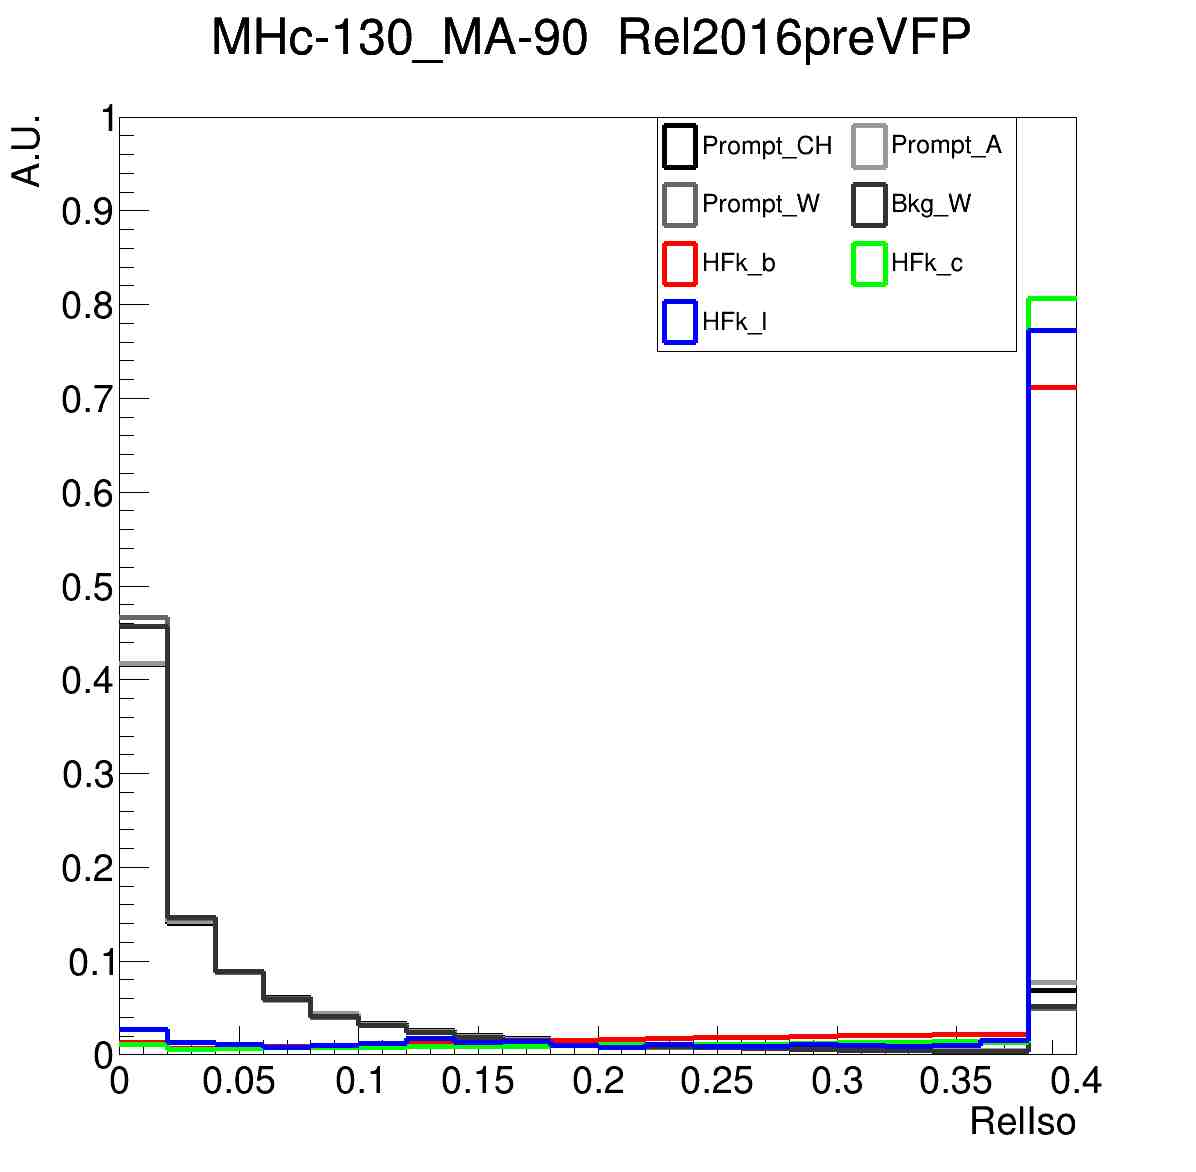 MHc-130_MA-90 Rel2016preVFP
A.U.
Prompt_CH Prompt_A
Prompt_W Bkg_W
HFk_b HFk_c
HFk_l
1
0.9
0.8
0.7
0.6
0.5
0.4
0.3
0.2
0.1
0
0 0.05 0.1 0.15 0.2 0.25 0.3 0.35 0.4
RelIso